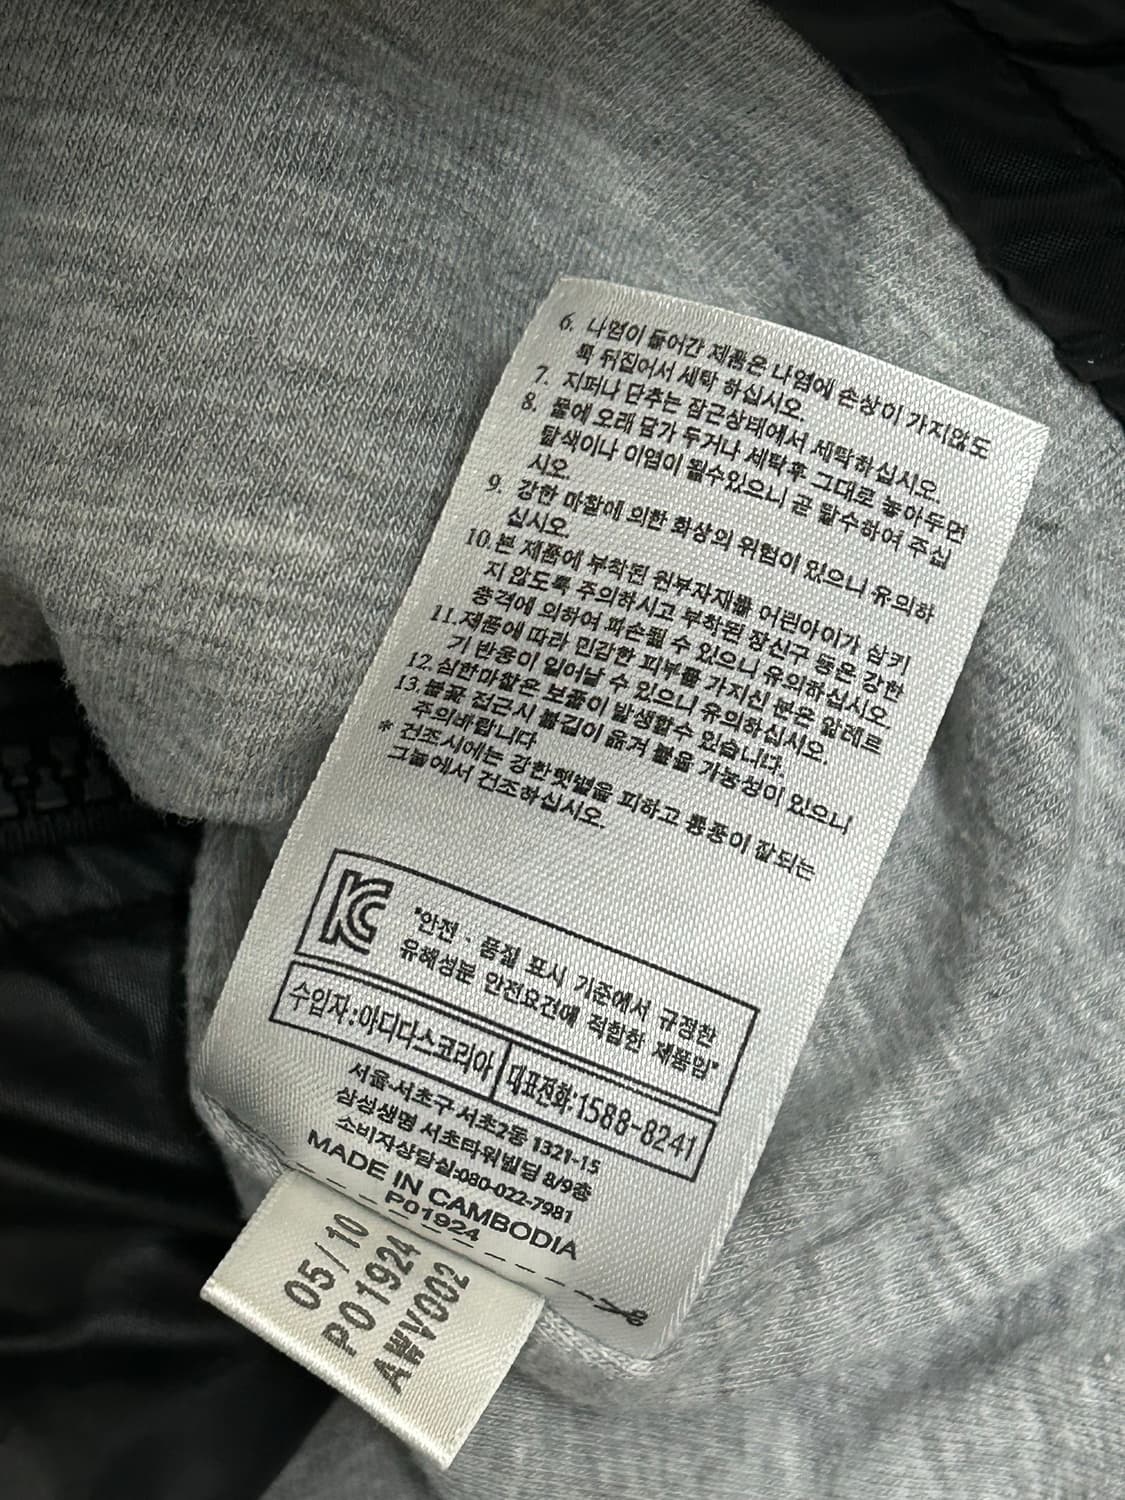 6. 나염이 들어간 제품은 나염에 손상이 가지않도
록 뒤집어서 세탁 하십시오.
7. 지퍼나 단추는 잠근상태에서 세탁하십시오.
8. 물에 오래 담가 두거나 세탁후 그대로 놓아두면
탈색이나 이염이 될수있으니 곧 탈수하여 주십
시오.
9. 강한 마찰에 의한 화상의 위험이 있으니 유의하
십시오.
10.본 제품에 부착된 원부자재를 어린아이가 삼키
지 않도록 주의하시고 부착된 장신구 등은 강한
충격에 의하여 파손될 수 있으니 유의하십시오.
11.제품에 따라 민감한 피부를 가지신 분은 알레르
기 반응이 일어날 수 있으니 유의하십시오.
12.심한마찰은 보풀이 발생할수 있습니다.
13.불꽃 접근시 불길이 옮겨 붙을 가능성이 있으니
주의바랍니다.
* 건조시에는 강한햇볕을 피하고 통풍이 잘되는
그늘에서 건조하십시오.
KC
"안전 · 품질 표시 기준에서 규정한
유해성분 안전요건에 적합한 제품임"
수입자:아디다스코리아 대표전화:1588-8241
서울·서초구 서초2동 1321-15
삼성생명 서초타워빌딩 8/9층
소비자상담실:080-022-7981
MADE IN CAMBODIA
P01924
05/10
P01924
AWV002